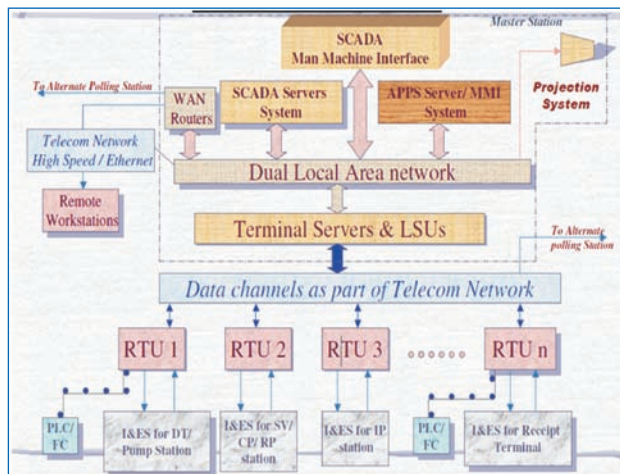 Master Station
SCADA
Man Machine Interface
To Alternate Polling Station
WAN
Routers
SCADA Servers
System
APPS Server/ MMI
System
Projection
System
Telecom Network
High Speed / Ethernet
Dual Local Area network
Remote
Workstations
Terminal Servers & LSUs
To Alternate
polling Station
Data channels as part of Telecom Network
RTU 1
RTU 2
RTU 3
RTU n
PLC/
FC
I&ES for DT/
Pump Station
I&ES for SV/
CP/ RP
station
I&ES for IP
station
PLC/
FC
I&ES for Receipt
Terminal